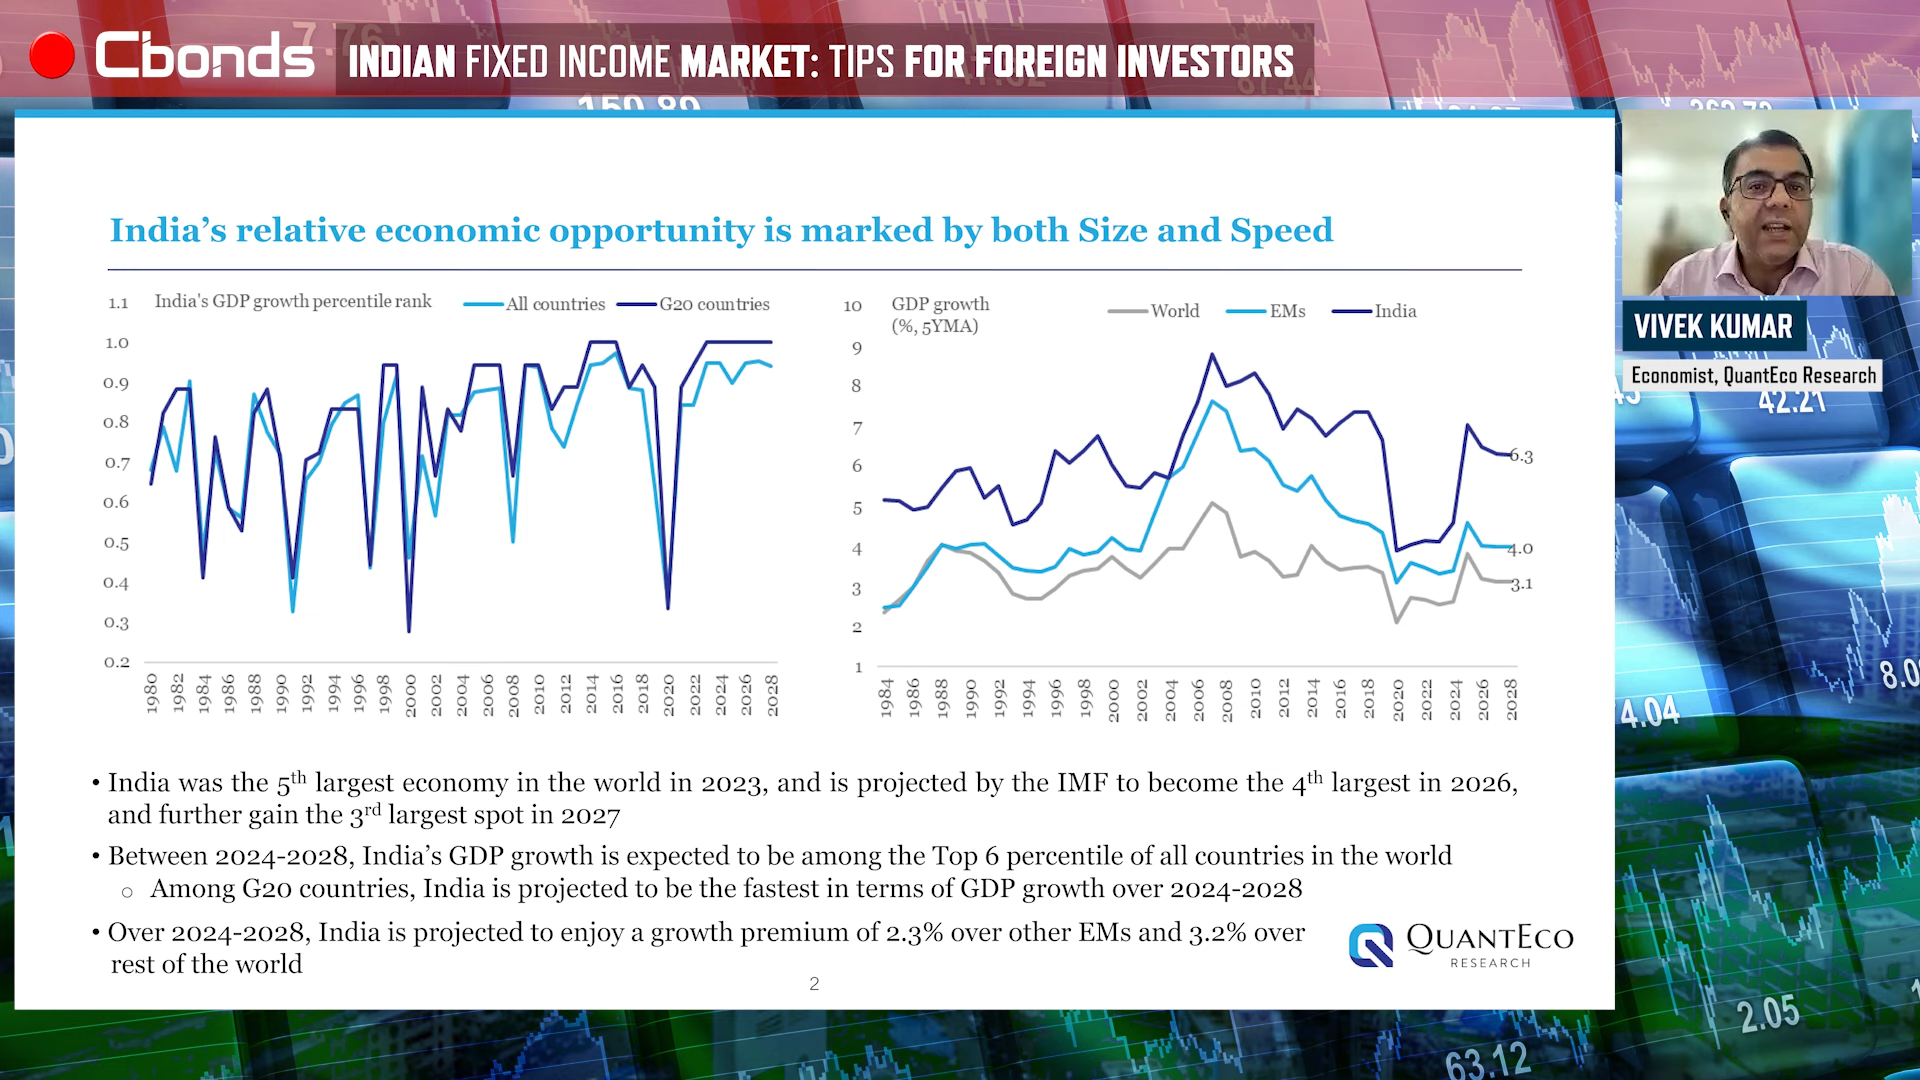 Cbonds
INDIAN FIXED INCOME MARKET: TIPS FOR FOREIGN INVESTORS
India's relative economic opportunity is marked by both Size and Speed
India's GDP growth percentile rank
All countries
G20 countries
1.1
1.0
0.9
0.8
0.7
0.6
0.5
0.4
0.3
0.2
1980 1982 1984 1986 1988 1990 1992 1994 1996 1998 2000 2002 2004 2006 2008 2010 2012 2014 2016 2018 2020 2022 2024 2026 2028
GDP growth
(%, 5YMA)
World
EMs
India
10
9
8
7
6
5
4
3
2
1
6.3
4.0
3.1
1984 1986 1988 1990 1992 1994 1996 1998 2000 2002 2004 2006 2008 2010 2012 2014 2016 2018 2020 2022 2024 2026 2028
• India was the 5th largest economy in the world in 2023, and is projected by the IMF to become the 4th largest in 2026,
and further gain the 3rd largest spot in 2027
• Between 2024-2028, India's GDP growth is expected to be among the Top 6 percentile of all countries in the world
○ Among G20 countries, India is projected to be the fastest in terms of GDP growth over 2024-2028
• Over 2024-2028, India is projected to enjoy a growth premium of 2.3% over other EMs and 3.2% over
rest of the world
QUANTECO
RESEARCH
2
VIVEK KUMAR
Economist, QuantEco Research
42.21
4.04
2.05
63.12